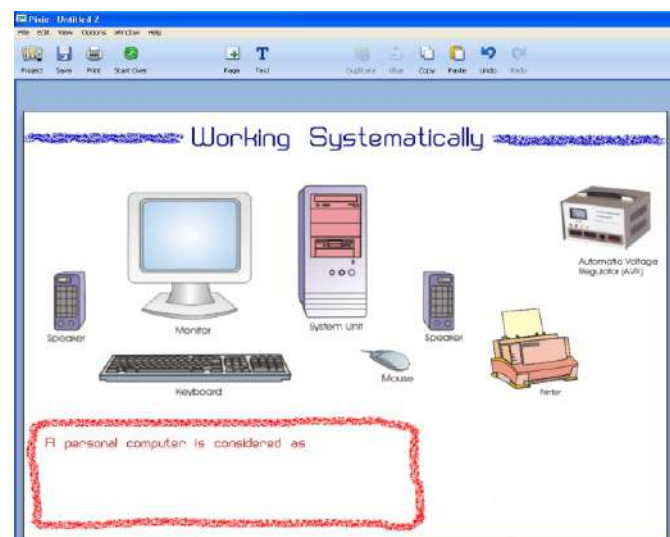 Pixie - Untitled 2
File Edit View Options Window Help
Project Save Print Start Over Page Text Duplicate Copy Paste Undo Redo
Working Systematically
Automatic Voltage
Regulator (AVR)
Speaker
Monitor
System Unit
Speaker
Keyboard
Mouse
Printer
A personal computer is considered as